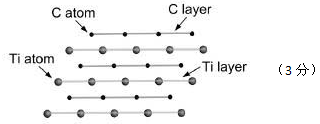 C atom
C layer
Ti atom
Ti layer
(3分)